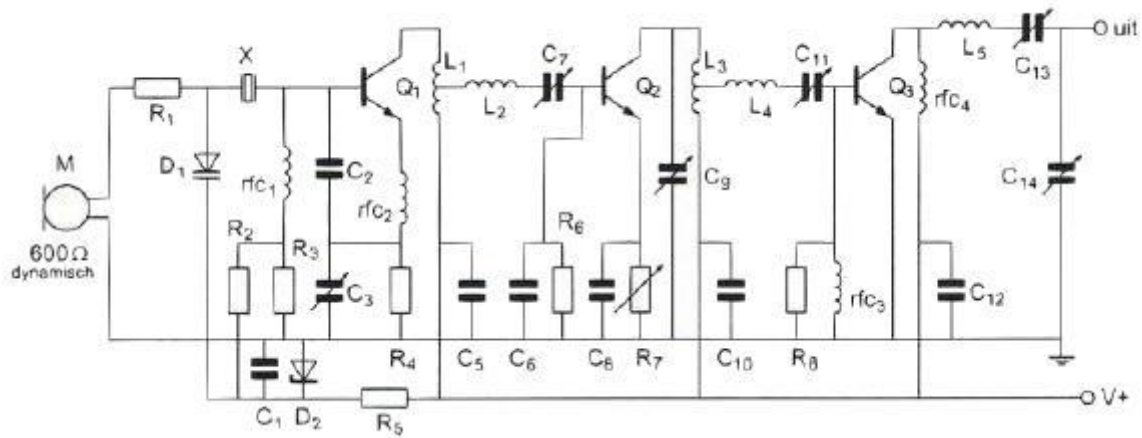 X
R1
M
D1
rfc1
C2
Q1
rfc2
L1
L2
C7
Q2
L3
L4
C11
Q3
rfc4
L5
C13
uit
C9
C14
600Ω
dynamisch
R2
R3
C3
R6
rfc3
C12
R4
C5
C6
C8
R7
C10
R8
C1
D2
R5
V+